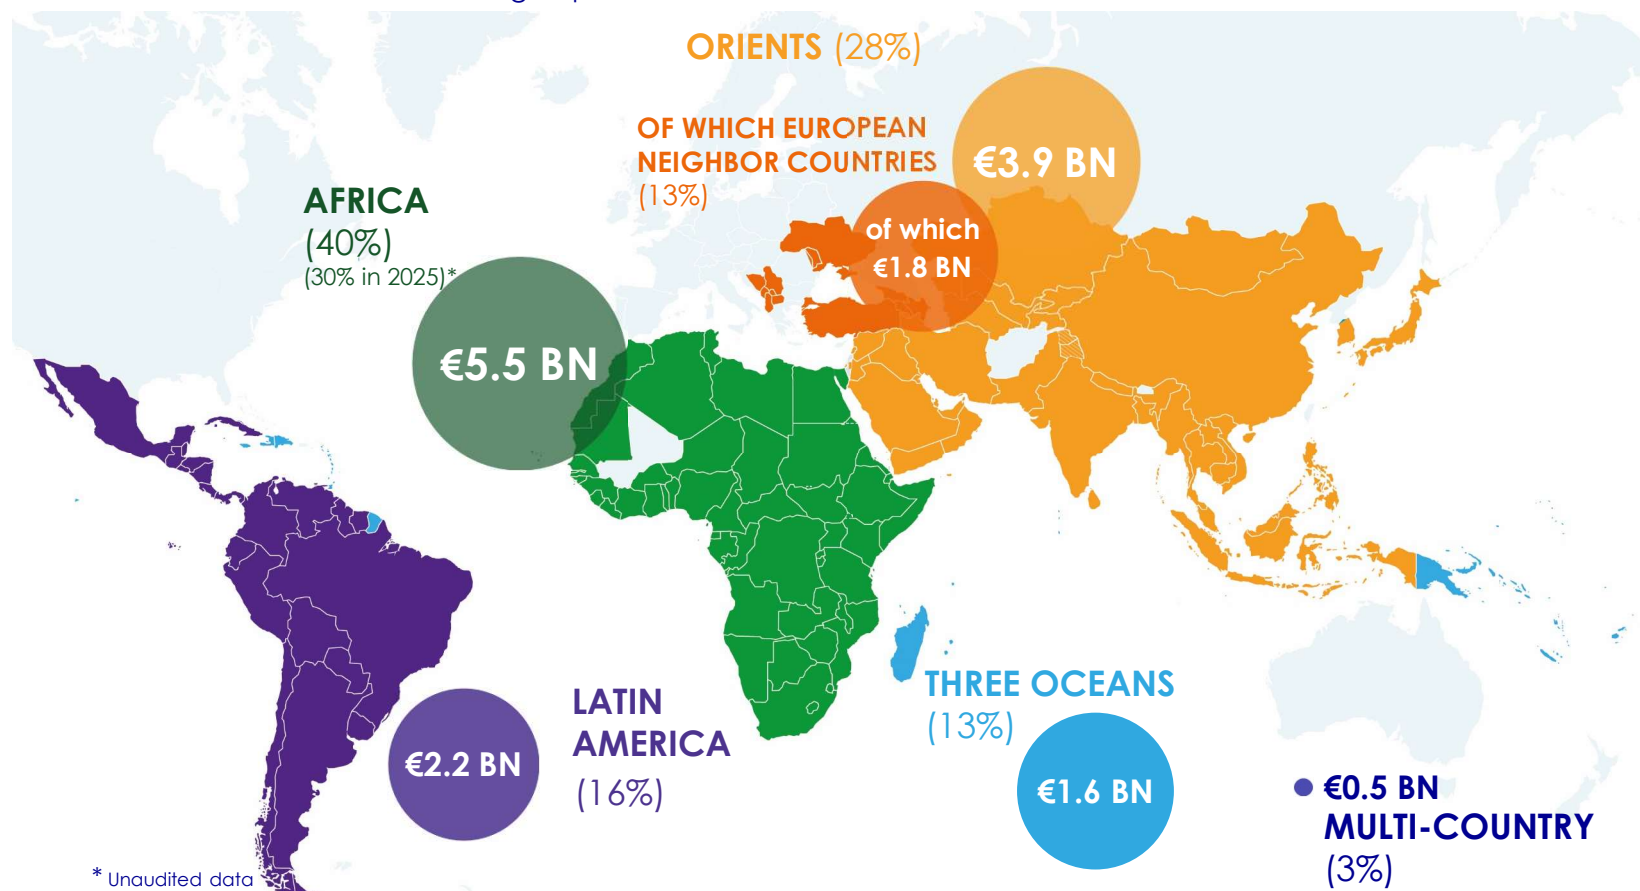 ORIENTS (28%)
OF WHICH EUROPEAN
NEIGHBOR COUNTRIES
(13%)
€3.9 BN
of which
€1.8 BN
AFRICA
(40%)
(30% in 2025)*
€5.5 BN
LATIN
AMERICA
(16%)
€2.2 BN
THREE OCEANS
(13%)
€1.6 BN
€0.5 BN
MULTI-COUNTRY
(3%)
* Unaudited data